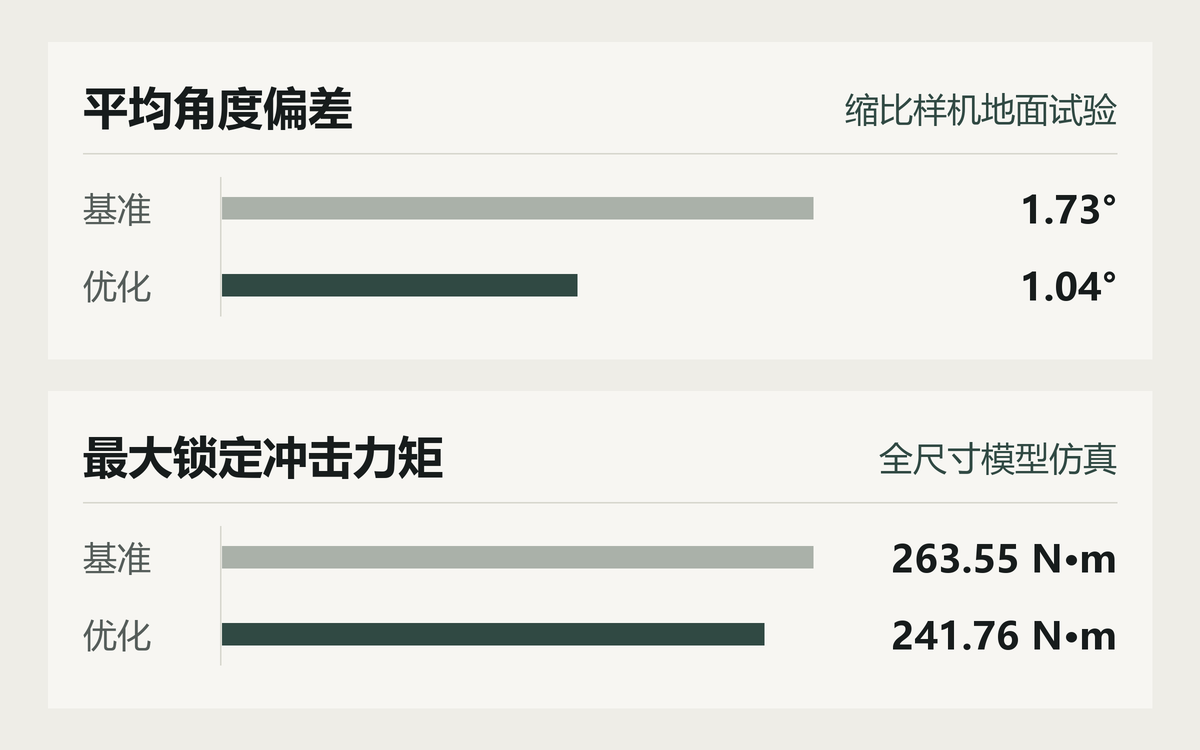 平均角度偏差 缩比样机地面试验
基准 1.73°
优化 1.04°
最大锁定冲击力矩 全尺寸模型仿真
基准 263.55 N•m
优化 241.76 N•m